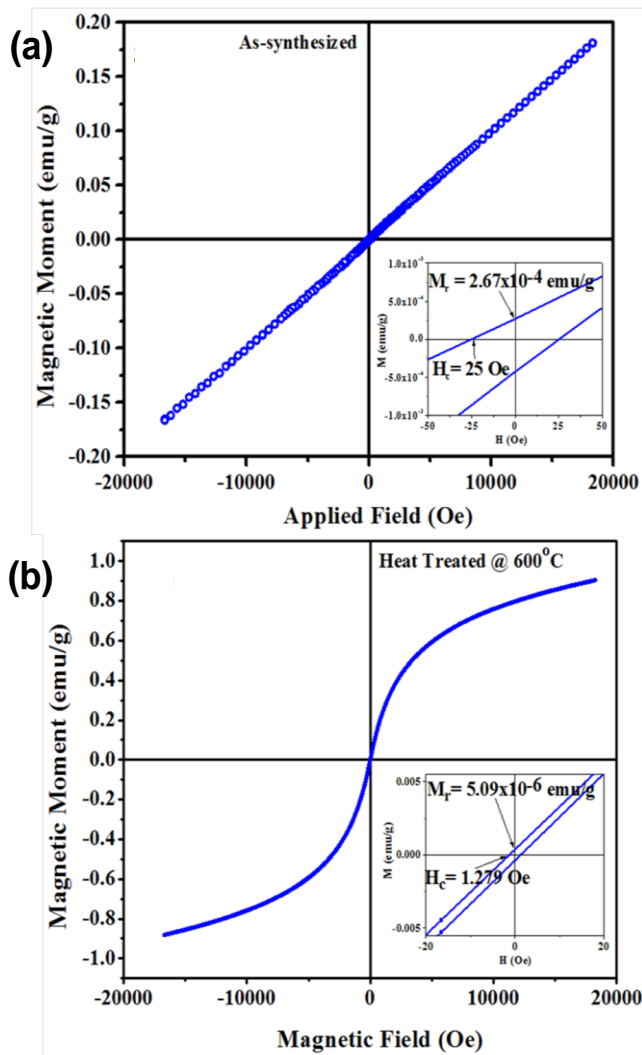 (a)
As-synthesized
0.20
0.15
0.10
0.05
0.00
-0.05
-0.10
-0.15
-0.20
Magnetic Moment (emu/g)
-20000 -10000 0 10000 20000
Applied Field (Oe)
1.0x10⁻³
5.0x10⁻⁴
0.0
-5.0x10⁻⁴
-1.0x10⁻³
M (emu/g)
Mr = 2.67x10⁻⁴ emu/g
Hc= 25 Oe
-50 -25 0 25 50
H (Oe)
(b)
Heat Treated @ 600°C
1.0
0.8
0.6
0.4
0.2
0.0
-0.2
-0.4
-0.6
-0.8
-1.0
Magnetic Moment (emu/g)
-20000 -10000 0 10000 20000
Magnetic Field (Oe)
0.005
0.000
-0.005
M (emu/g)
Mr= 5.09x10⁻⁶ emu/g
Hc= 1.279 Oe
-20 0 20
H (Oe)